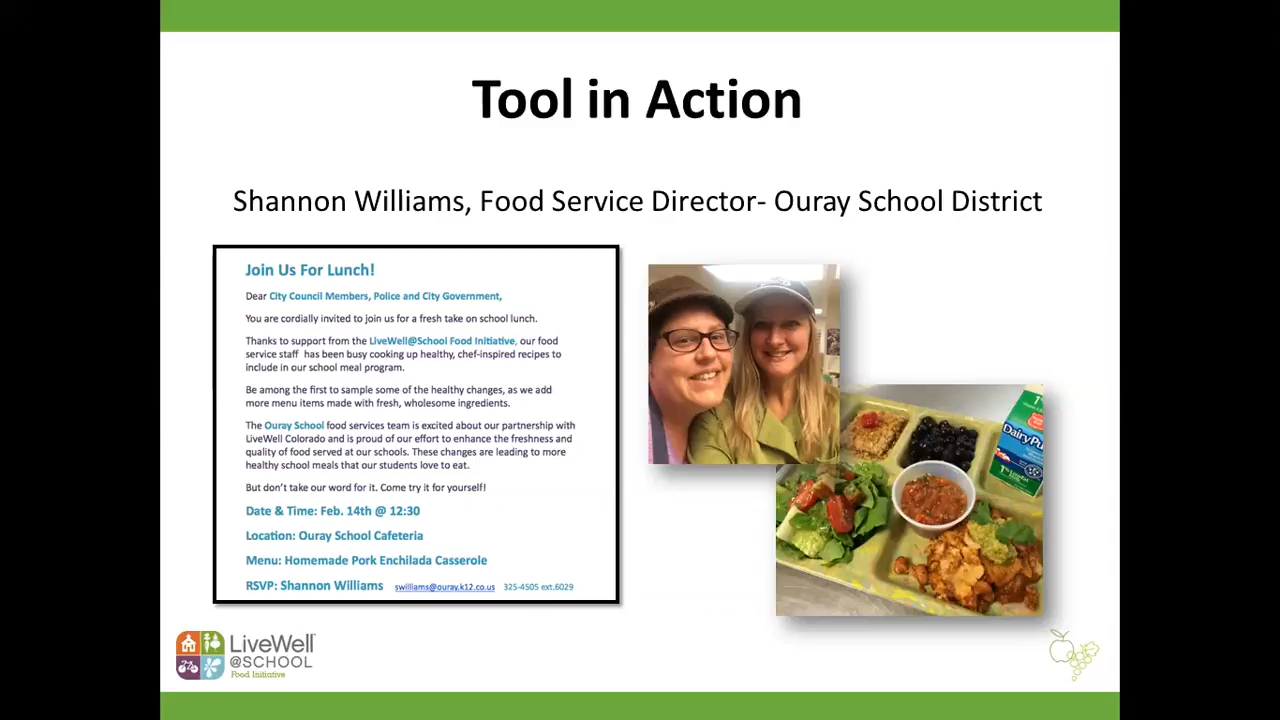 Tool in Action
Shannon Williams, Food Service Director- Ouray School District
Join Us For Lunch!
Dear City Council Members, Police and City Government,
You are cordially invited to join us for a fresh take on school lunch.
Thanks to support from the LiveWell@School Food Initiative, our food
service staff has been busy cooking up healthy, chef-inspired recipes to
include in our school meal program.
Be among the first to sample some of the healthy changes, as we add
more menu items made with fresh, wholesome ingredients.
The Ouray School food services team is excited about our partnership with
LiveWell Colorado and is proud of our effort to enhance the freshness and
quality of food served at our schools. These changes are leading to more
healthy school meals that our students love to eat.
But don't take our word for it. Come try it for yourself!
Date & Time: Feb. 14th @ 12:30
Location: Ouray School Cafeteria
Menu: Homemade Pork Enchilada Casserole
RSVP: Shannon Williams swilliams@ouray.k12.co.us 325-4505 ext.6029
DairyPu
LiveWell
@SCHOOL
Food Initiative